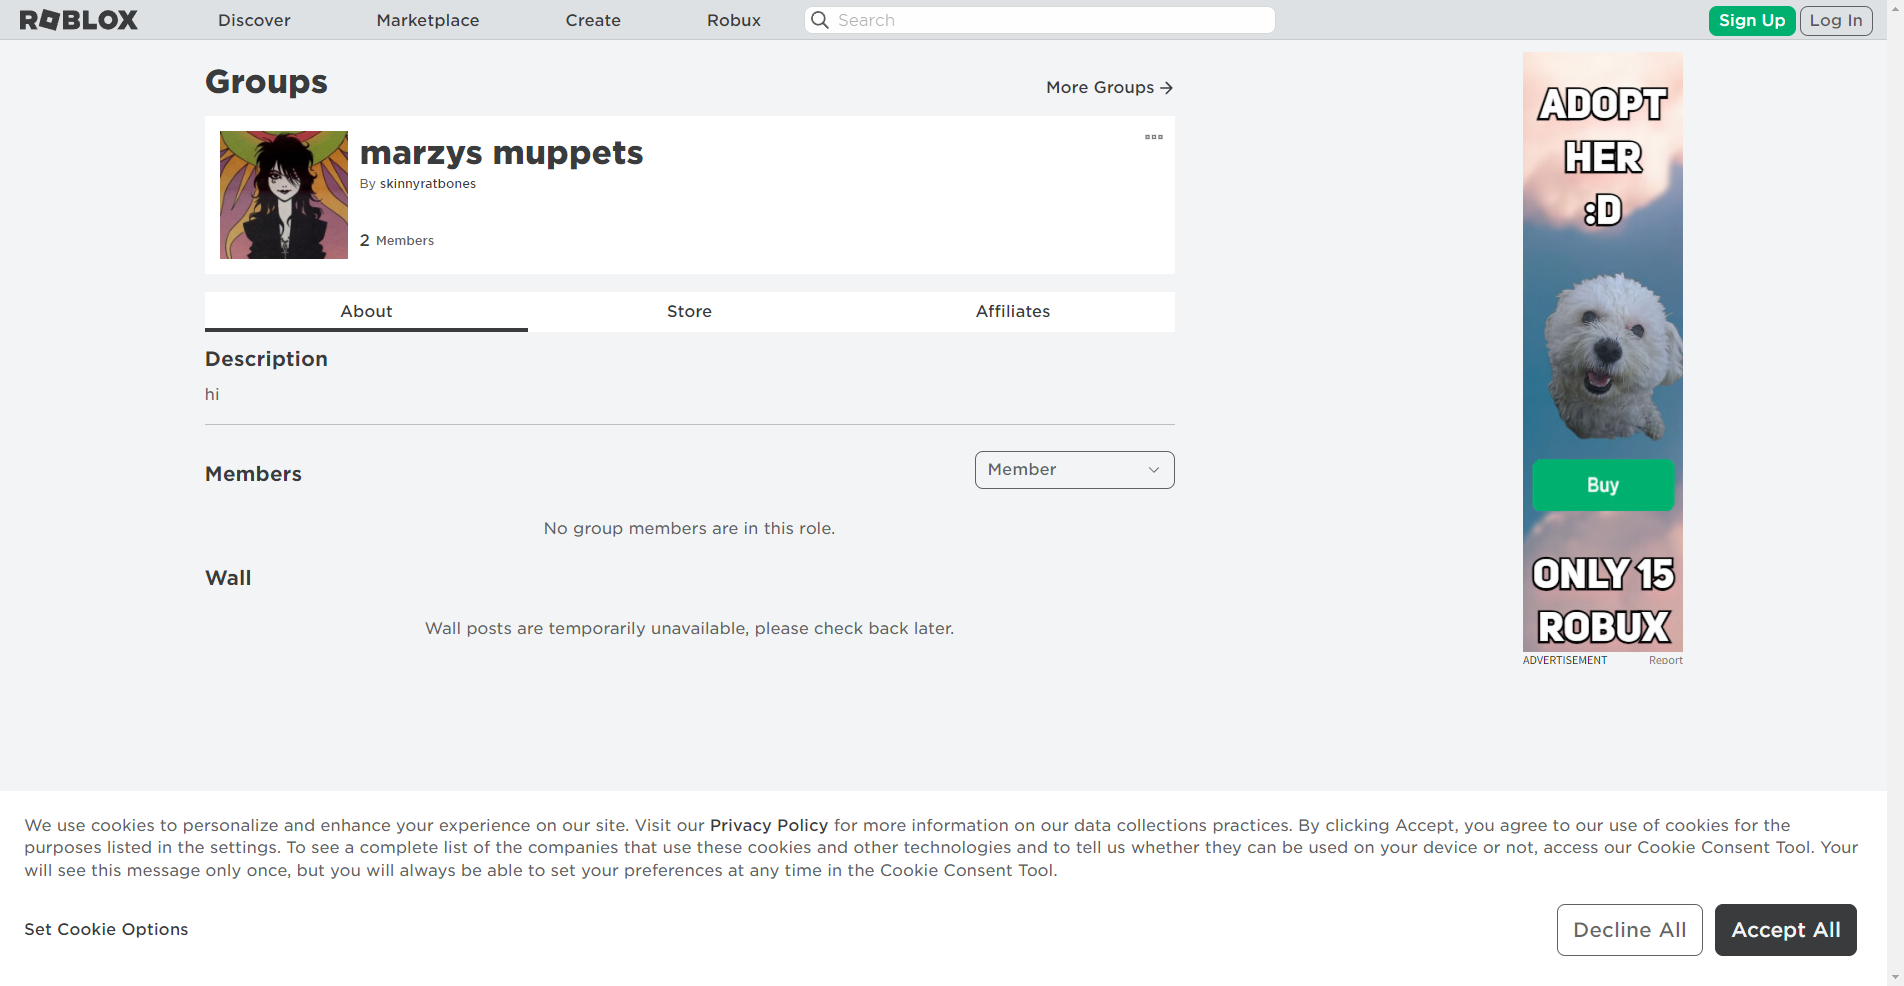 ROBLOX
Discover
Marketplace
Create
Robux
Search
Sign Up
Log In
Groups
More Groups
marzys muppets
By skinnyratbones
2 Members
About
Store
Affiliates
Description
hi
Members
Member
No group members are in this role.
Wall
Wall posts are temporarily unavailable, please check back later.
ADOPT
HER
:D
Buy
ONLY 15
ROBUX
ADVERTISEMENT
Report
We use cookies to personalize and enhance your experience on our site. Visit our Privacy Policy for more information on our data collections practices. By clicking Accept, you agree to our use of cookies for the
purposes listed in the settings. To see a complete list of the companies that use these cookies and other technologies and to tell us whether they can be used on your device or not, access our Cookie Consent Tool. Your
will see this message only once, but you will always be able to set your preferences at any time in the Cookie Consent Tool.
Set Cookie Options
Decline All
Accept All